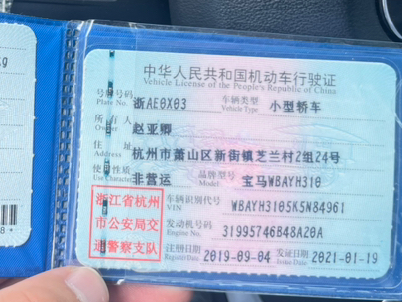 中华人民共和国机动车行驶证
Vehicle License of the People's Republic of China
号牌号码 浙AE0X03 车辆类型 小型轿车
Plate No. Vehicle Type
所有人 赵亚卿
Owner
住址 杭州市萧山区新街镇芝兰村2组24号
Address
使用性质 非营运 品牌型号 宝马WBAYH310
Use Character Model
浙江省杭州
市公安局交
通警察支队
车辆识别代号 WBAYH3105K5N84961
VIN
发动机号码 31995746B48A20A
Engine No.
注册日期 2019-09-04 发证日期 2021-01-19
Register Date Issue Date